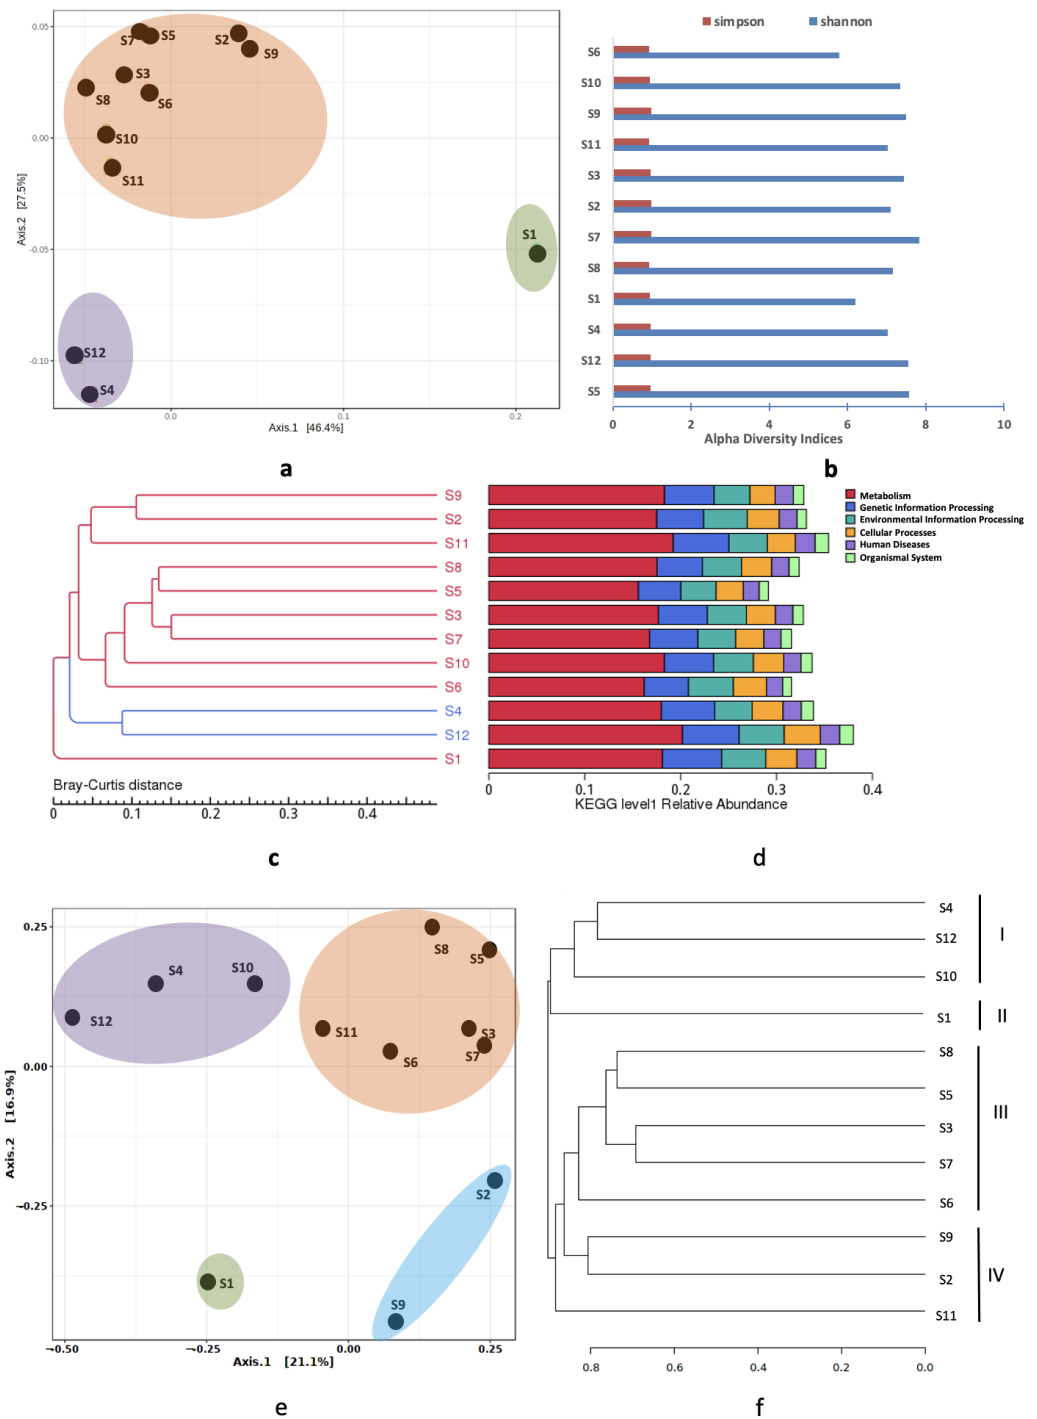 0.05
0.00
-0.05
-0.10
Axis.2 [27.5%]
S7
S5
S2
S9
S3
S8
S6
S10
S11
S1
S12
S4
0.0
0.1
0.2
Axis.1 [46.4%]
a
simpson
shannon
S6
S10
S9
S11
S3
S2
S7
S8
S1
S4
S12
S5
0 2 4 6 8 10
Alpha Diversity Indices
b
S9
S2
S11
S8
S5
S3
S7
S10
S6
S4
S12
S1
Bray-Curtis distance
0 0.1 0.2 0.3 0.4
c
Metabolism
Genetic Information Processing
Environmental Information Processing
Cellular Processes
Human Diseases
Organismal System
0 0.1 0.2 0.3 0.4
KEGG level1 Relative Abundance
d
0.25
0.00
−0.25
Axis.2 [16.9%]
S8
S5
S4
S10
S12
S11
S3
S7
S6
S2
S1
S9
−0.50 −0.25 0.00 0.25
Axis.1 [21.1%]
e
S4
S12
S10
S1
S8
S5
S3
S7
S6
S9
S2
S11
I
II
III
IV
0.8 0.6 0.4 0.2 0.0
f